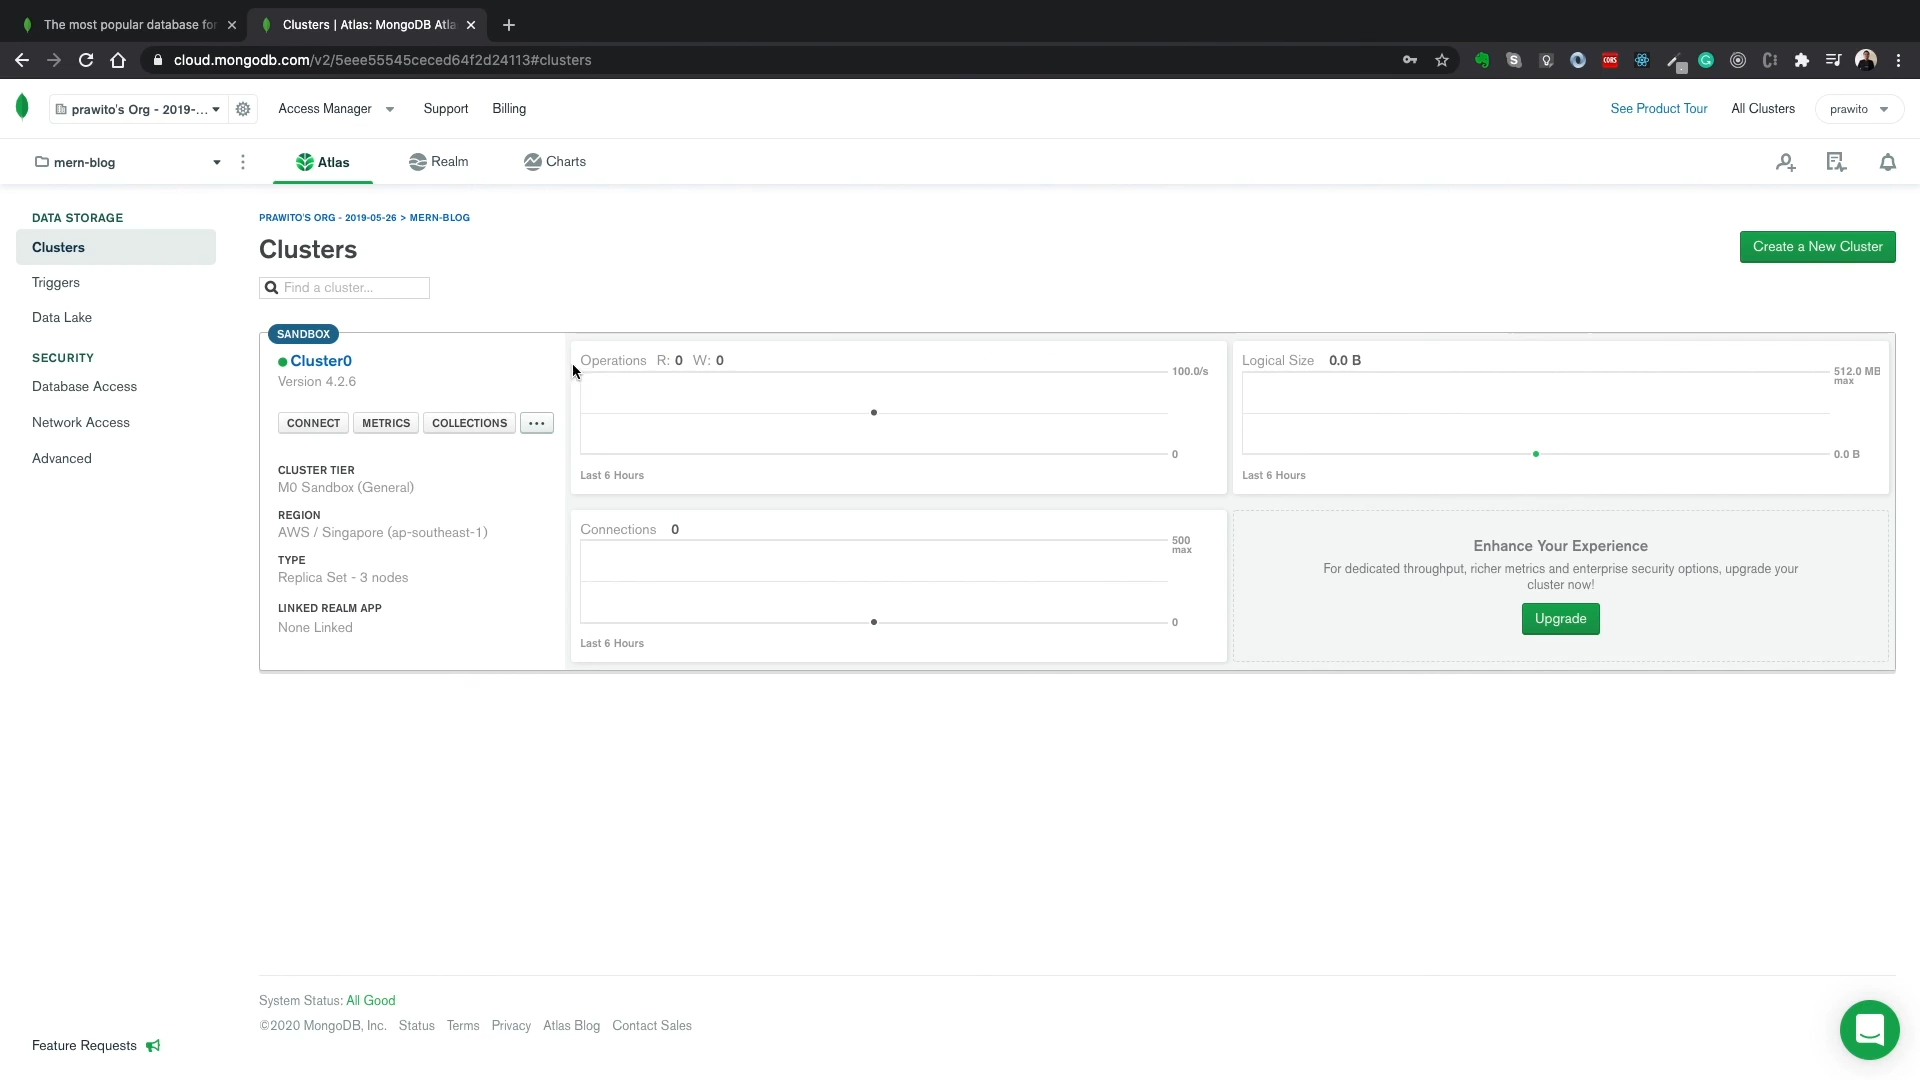 The most popular database for
Clusters | Atlas: MongoDB Atla
cloud.mongodb.com/v2/5eee55545ceced64f2d24113#clusters
CORS
prawito's Org - 2019-...
Access Manager
Support
Billing
See Product Tour
All Clusters
prawito
mern-blog
Atlas
Realm
Charts
DATA STORAGE
Clusters
Triggers
Data Lake
SECURITY
Database Access
Network Access
Advanced
Feature Requests
PRAWITO'S ORG - 2019-05-26 > MERN-BLOG
Clusters
Create a New Cluster
Find a cluster...
SANDBOX
Cluster0
Version 4.2.6
CONNECT
METRICS
COLLECTIONS
...
CLUSTER TIER
M0 Sandbox (General)
REGION
AWS / Singapore (ap-southeast-1)
TYPE
Replica Set - 3 nodes
LINKED REALM APP
None Linked
Operations R: 0 W: 0
100.0/s
0
Last 6 Hours
Logical Size 0.0 B
512.0 MB
max
0.0 B
Last 6 Hours
Connections 0
500
max
0
Last 6 Hours
Enhance Your Experience
For dedicated throughput, richer metrics and enterprise security options, upgrade your
cluster now!
Upgrade
System Status: All Good
©2020 MongoDB, Inc. Status Terms Privacy Atlas Blog Contact Sales